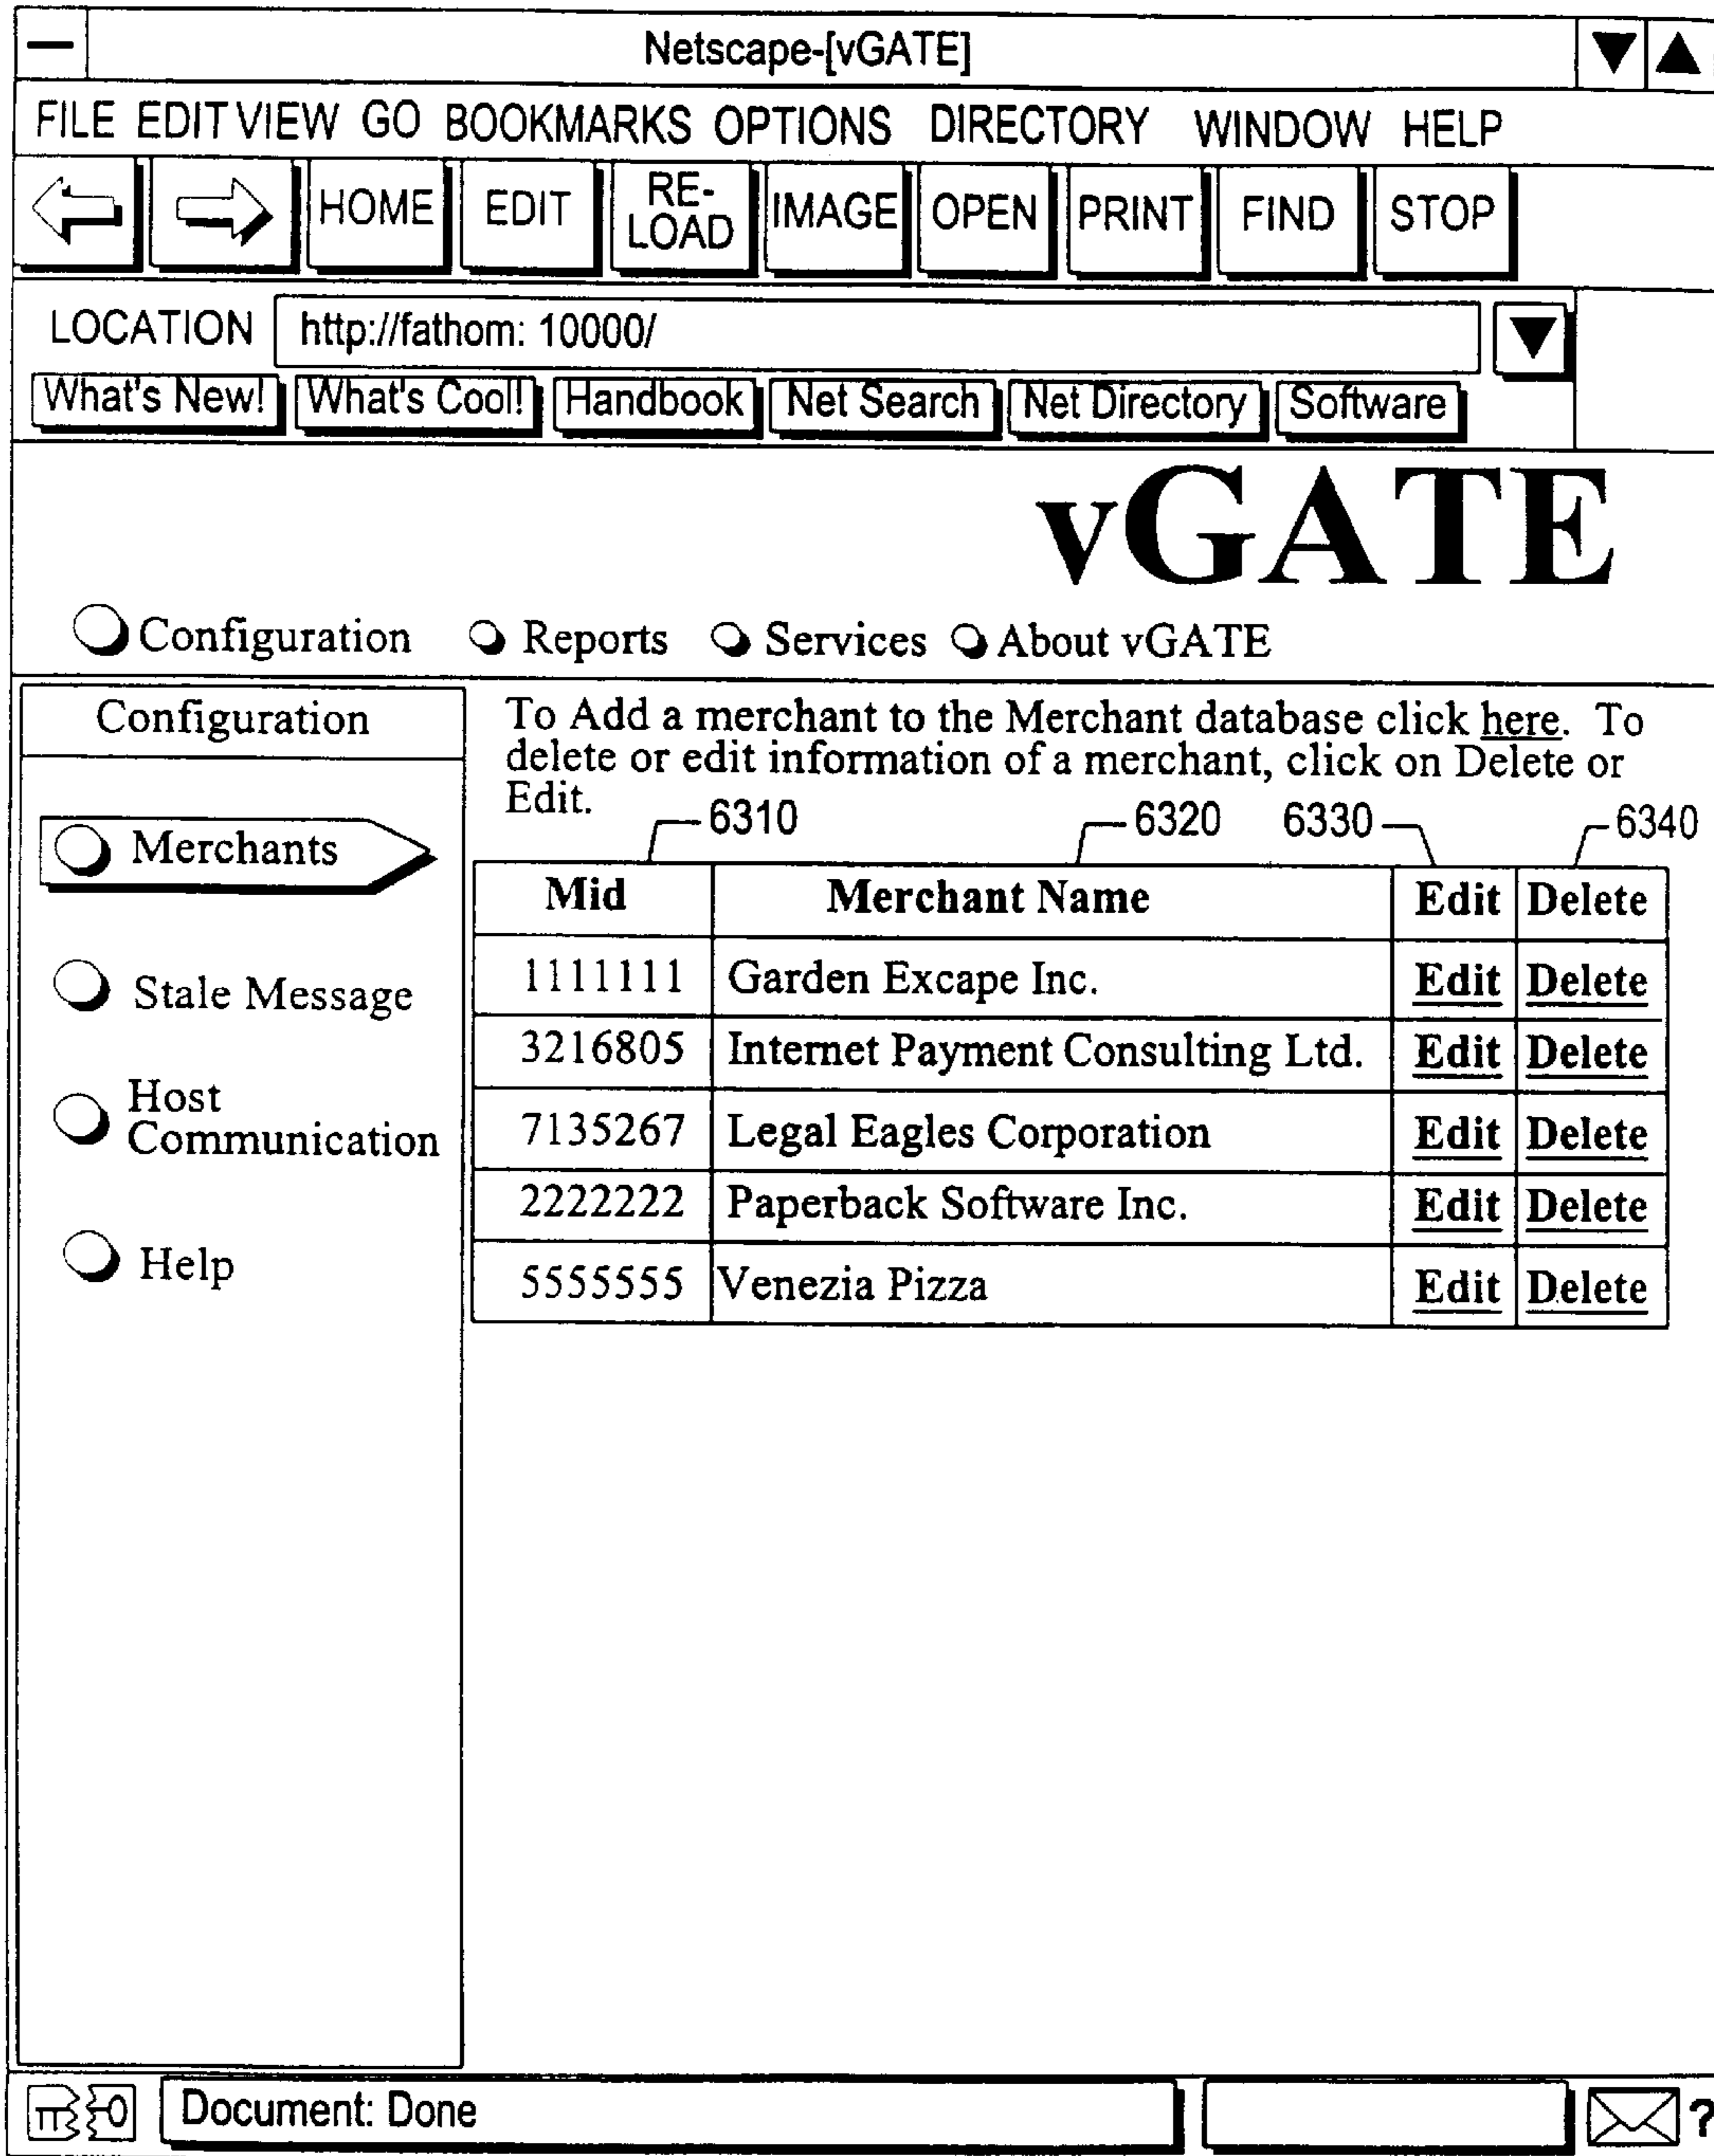 Netscape-[vGATE]
FILE EDIT VIEW GO BOOKMARKS OPTIONS DIRECTORY WINDOW HELP
HOME EDIT RE-LOAD IMAGE OPEN PRINT FIND STOP
LOCATION http://fathom: 10000/
What's New! What's Cool! Handbook Net Search Net Directory Software
vGATE
Configuration Reports Services About vGATE
Configuration
Merchants
Stale Message
Host
Communication
Help
To Add a merchant to the Merchant database click here. To
delete or edit information of a merchant, click on Delete or
Edit.
6310 6320 6330 6340
Mid Merchant Name Edit Delete
1111111 Garden Excape Inc. Edit Delete
3216805 Internet Payment Consulting Ltd. Edit Delete
7135267 Legal Eagles Corporation Edit Delete
2222222 Paperback Software Inc. Edit Delete
5555555 Venezia Pizza Edit Delete
Document: Done
?